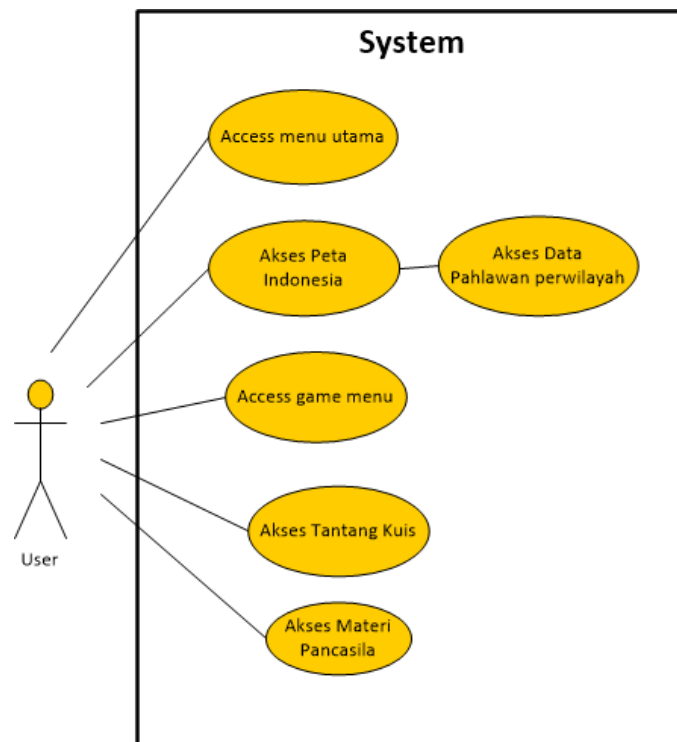 System
Access menu utama
Akses Peta
Indonesia
Akses Data
Pahlawan perwilayah
Access game menu
Akses Tantang Kuis
User
Akses Materi
Pancasila